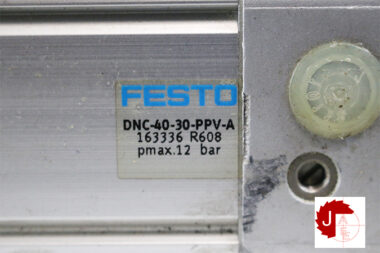 FESTO
DNC-40-30-PPV-A
163336 R608
pmax.12 bar